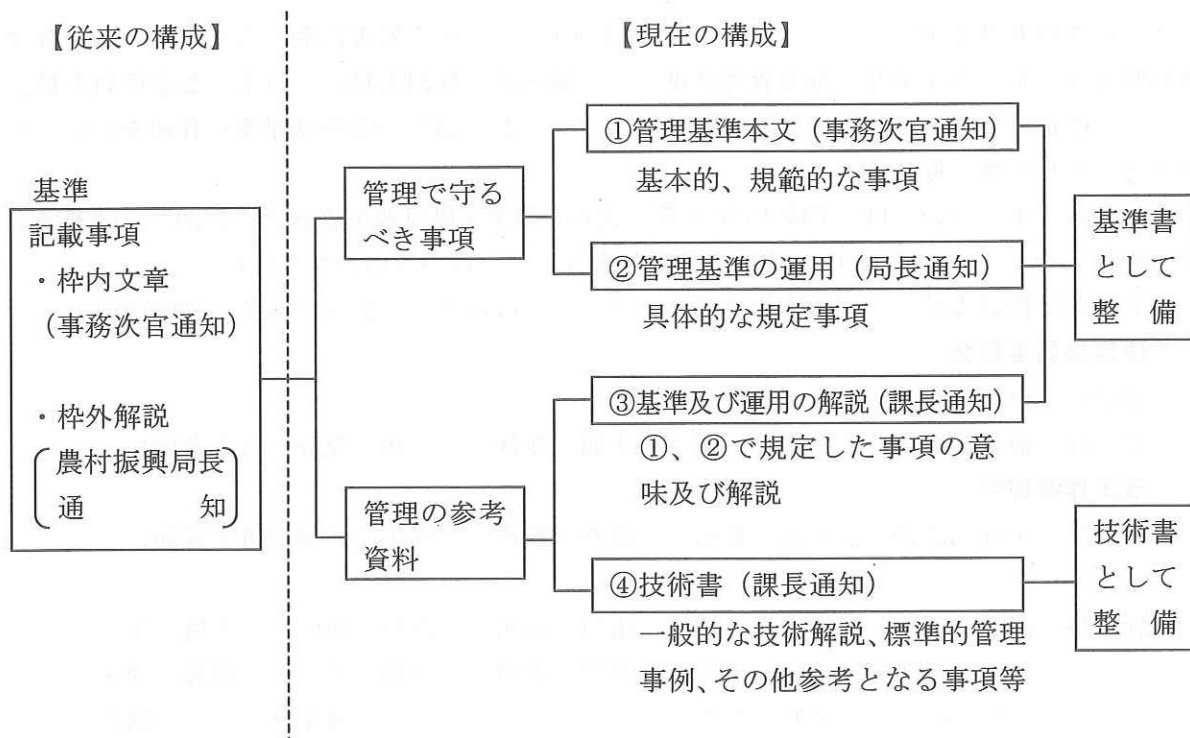 【従来の構成】
【現在の構成】
基準
記載事項
・枠内文章
(事務次官通知)
・枠外解説
農村振興局長
通 知
管理で守る
べき事項
管理の参考
資料
①管理基準本文(事務次官通知)
基本的、規範的な事項
②管理基準の運用(局長通知)
具体的な規定事項
③基準及び運用の解説(課長通知)
①、②で規定した事項の意
味及び解説
④技術書(課長通知)
一般的な技術解説、標準的管理
事例、その他参考となる事項等
基準書
として
整 備
技術書
として
整 備